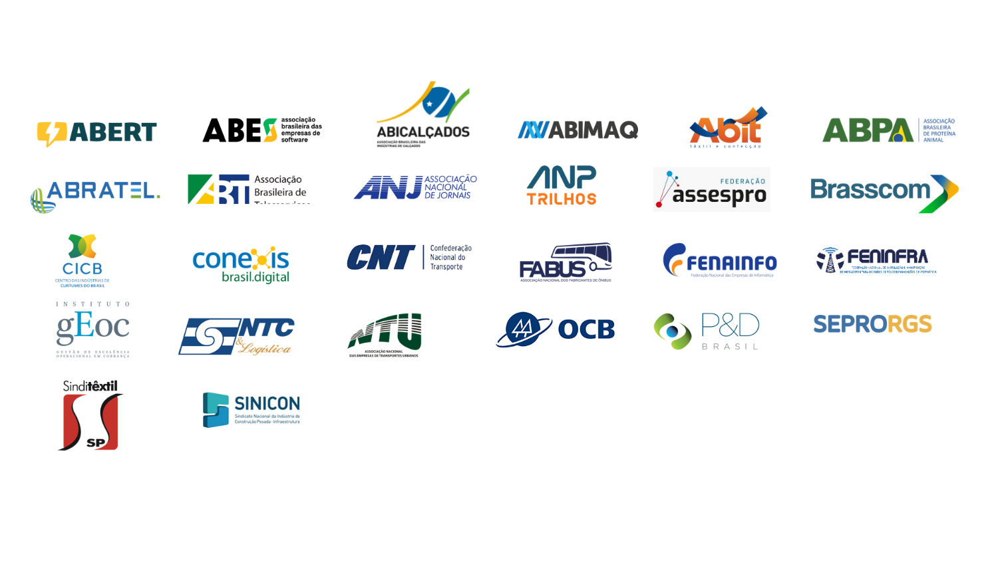 ABERT
ABES
associação
brasileira das
empresas de
software
ABICALÇADOS
ASSOCIAÇÃO BRASILEIRA DAS
INDÚSTRIAS DE CALÇADOS
ABIMAQ
Abit
têxtil e confecção
ABPA
ASSOCIAÇÃO
BRASILEIRA
DE PROTEÍNA
ANIMAL
ABRATEL.
ABT
Associação
Brasileira de
ANJ
ASSOCIAÇÃO
NACIONAL
DE JORNAIS
ANP
TRILHOS
FEDERAÇÃO
assespro
Brasscom
CICB
CENTRO DAS INDÚSTRIAS DE
CURTUMES DO BRASIL
conexis
brasil.digital
CNT
Confederação
Nacional do
Transporte
FABUS
ASSOCIAÇÃO NACIONAL DOS FABRICANTES DE ÔNIBUS
FENAINFO
Federação Nacional das Empresas de Informática
FENINFRA
INSTITUTO
gEoc
GESTÃO DE EXCELÊNCIA
OPERACIONAL EM COBRANÇA
NTC
& Logística
NTU
ASSOCIAÇÃO NACIONAL
DAS EMPRESAS DE TRANSPORTES URBANOS
OCB
P&D
BRASIL
SEPRORGS
Sinditêxtil
SP
SINICON
Sindicato Nacional da Indústria da
Construção Pesada - Infraestrutura